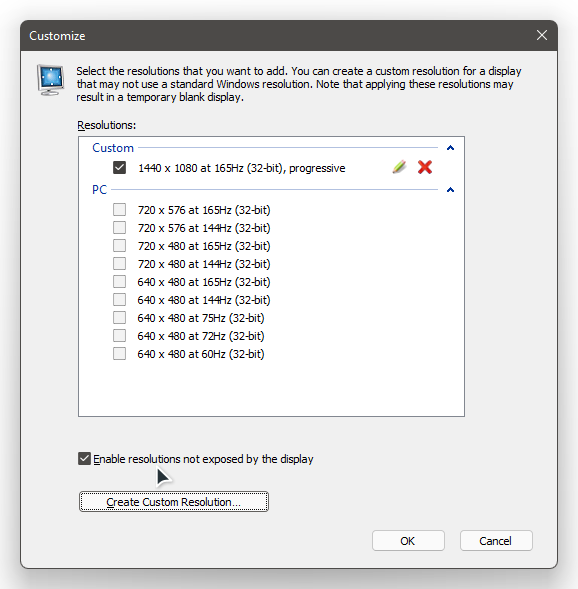 Customize
Select the resolutions that you want to add. You can create a custom resolution for a display
that may not use a standard Windows resolution. Note that applying these resolutions may
result in a temporary blank display.
Resolutions:
Custom
1440 x 1080 at 165Hz (32-bit), progressive
PC
720 x 576 at 165Hz (32-bit)
720 x 576 at 144Hz (32-bit)
720 x 480 at 165Hz (32-bit)
720 x 480 at 144Hz (32-bit)
640 x 480 at 165Hz (32-bit)
640 x 480 at 144Hz (32-bit)
640 x 480 at 75Hz (32-bit)
640 x 480 at 72Hz (32-bit)
640 x 480 at 60Hz (32-bit)
Enable resolutions not exposed by the display
Create Custom Resolution...
OK
Cancel